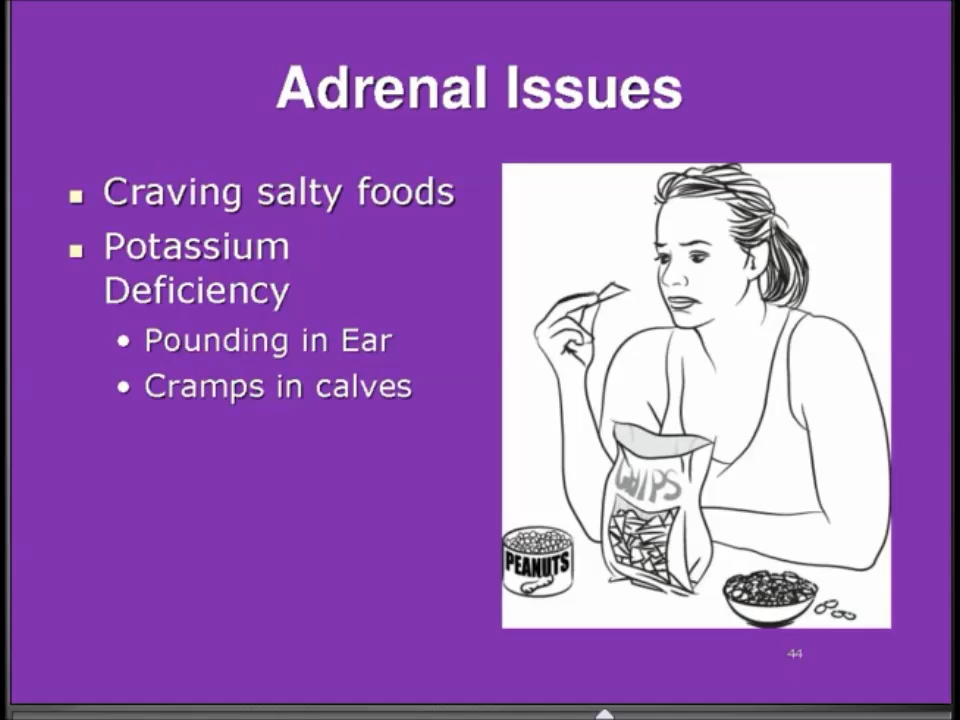 Adrenal Issues
Craving salty foods
Potassium
Deficiency
Pounding in Ear
Cramps in calves
CHIPS
PEANUTS
44